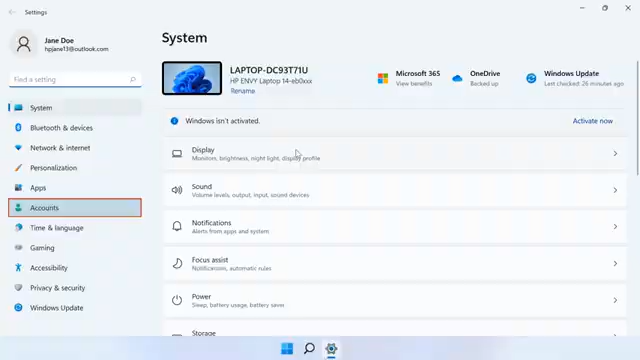 Settings
Jane Doe
hpjane13@outlook.com
Find a setting
System
Bluetooth & devices
Network & internet
Personalization
Apps
Accounts
Time & language
Gaming
Accessibility
Privacy & security
Windows Update
System
LAPTOP-DC93T71U
HP ENVY Laptop 14-eb0xxx
Rename
Microsoft 365
View benefits
OneDrive
Backed up
Windows Update
Last checked: 26 minutes ago
Windows isn't activated.
Activate now
Display
Monitors, brightness, night light, display profile
Sound
Volume levels, output, input, sound devices
Notifications
Alerts from apps and system
Focus assist
Notifications, automatic rules
Power
Sleep, battery usage, battery saver
Storage